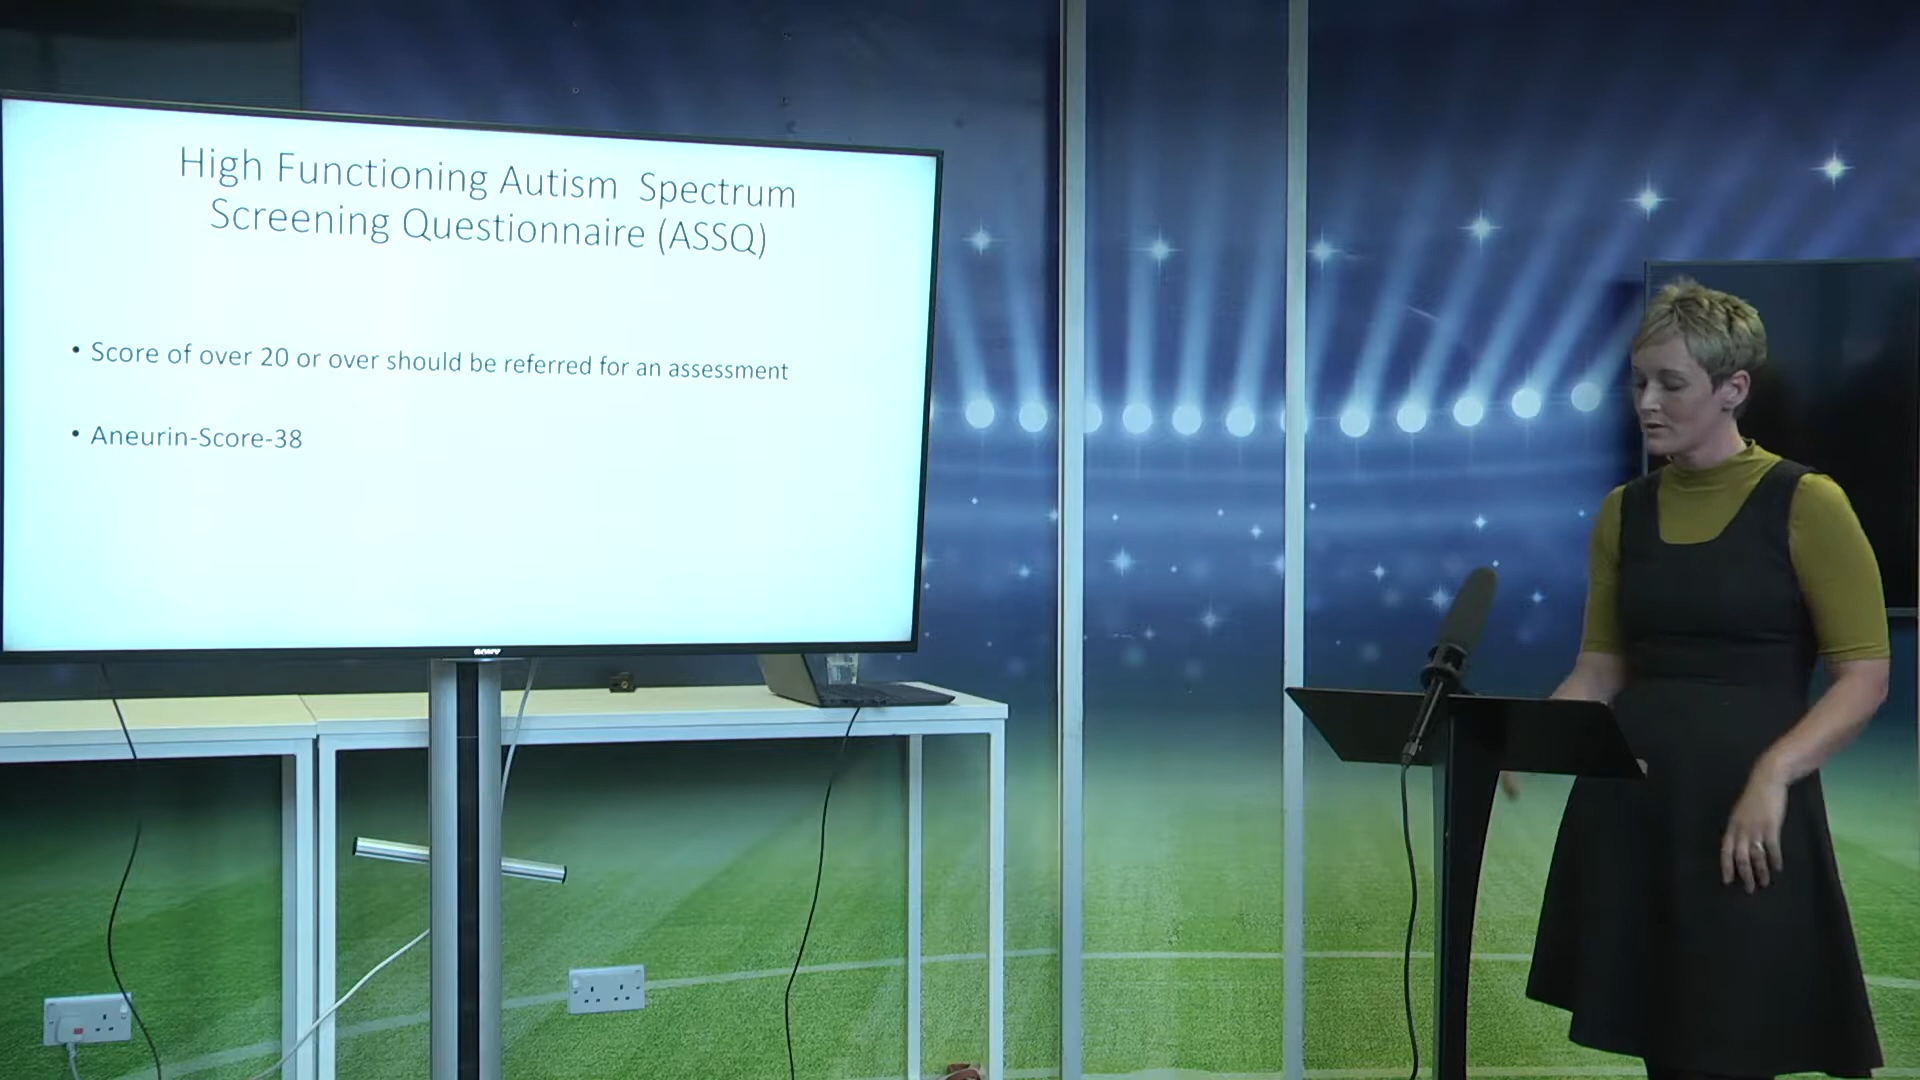 High Functioning Autism Spectrum
Screening Questionnaire (ASSQ)
• Score of over 20 or over should be referred for an assessment
• Aneurin-Score-38
SONY